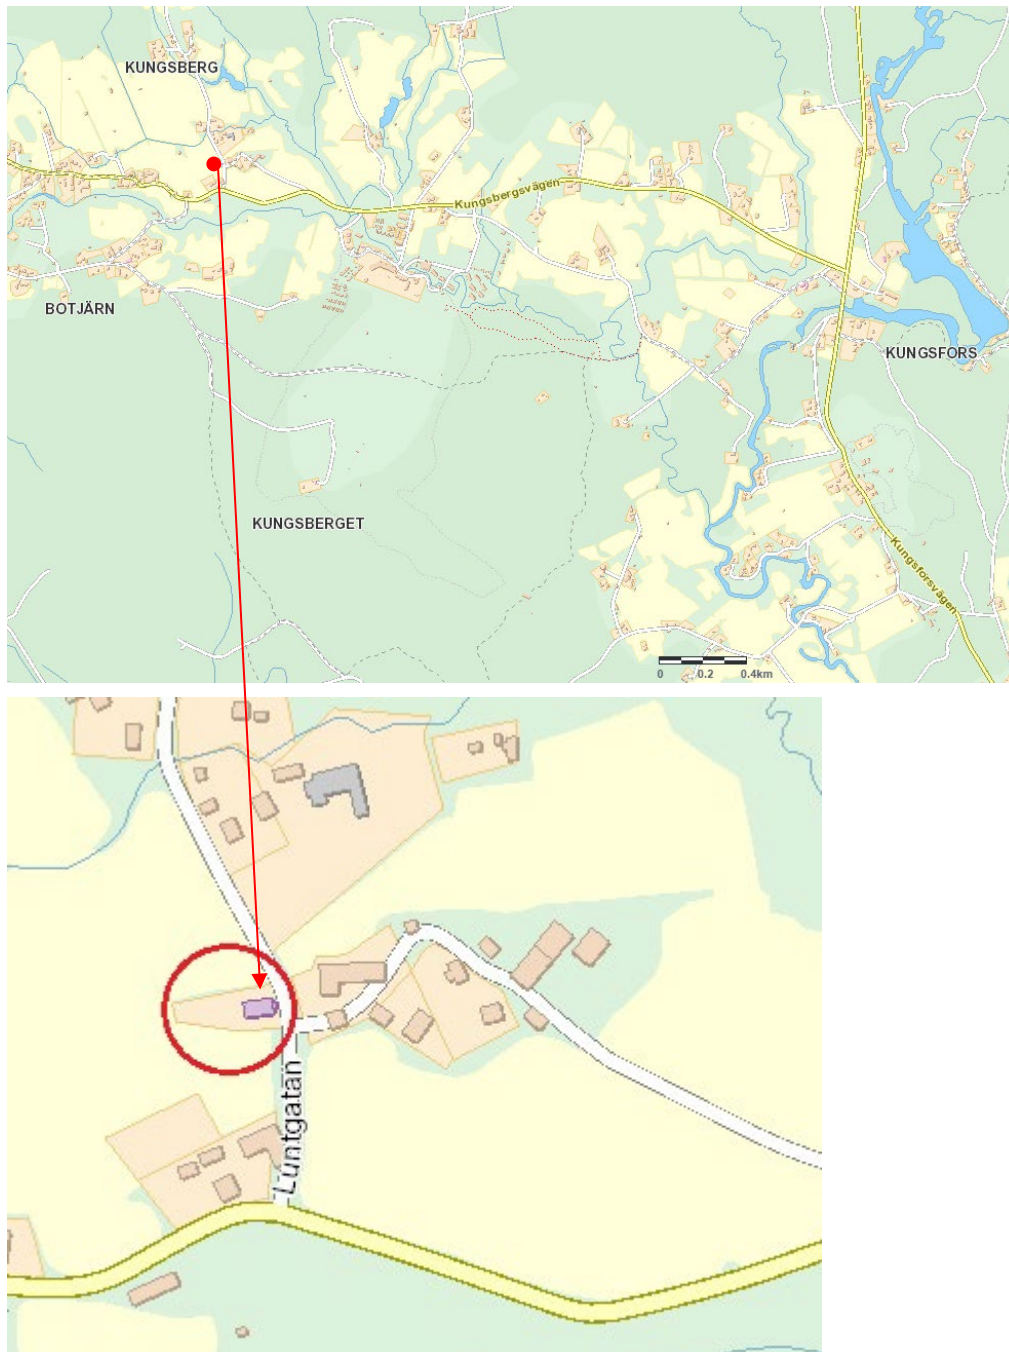 KUNGSBERG
Kungsbergsvägen
BOTJÄRN
KUNGSFORS
KUNGSBERGET
Kungsforsvägen
0 0.2 0.4km
Luntgatan